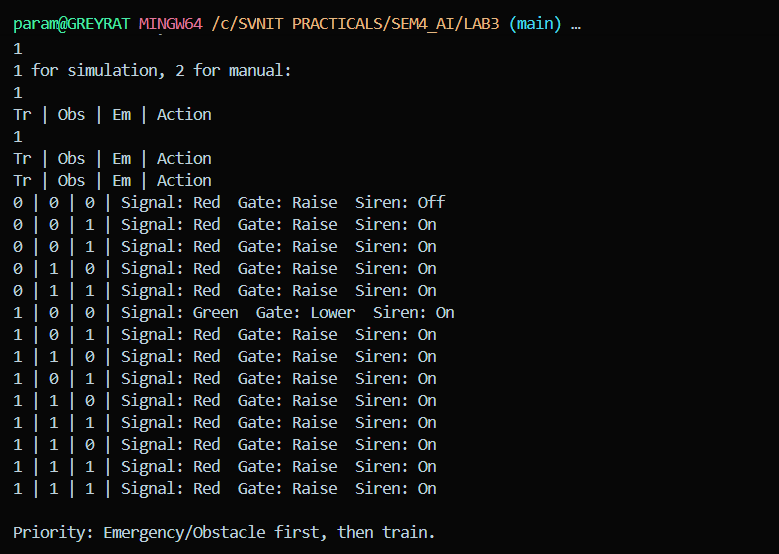 param@GREYRAT MINGW64 /c/SVNIT PRACTICALS/SEM4_AI/LAB3 (main) …
1
1 for simulation, 2 for manual:
1
Tr | Obs | Em | Action
1
Tr | Obs | Em | Action
Tr | Obs | Em | Action
0 | 0 | 0 | Signal: Red  Gate: Raise  Siren: Off
0 | 0 | 1 | Signal: Red  Gate: Raise  Siren: On
0 | 0 | 1 | Signal: Red  Gate: Raise  Siren: On
0 | 1 | 0 | Signal: Red  Gate: Raise  Siren: On
0 | 1 | 1 | Signal: Red  Gate: Raise  Siren: On
1 | 0 | 0 | Signal: Green  Gate: Lower  Siren: On
1 | 0 | 1 | Signal: Red  Gate: Raise  Siren: On
1 | 1 | 0 | Signal: Red  Gate: Raise  Siren: On
1 | 0 | 1 | Signal: Red  Gate: Raise  Siren: On
1 | 1 | 0 | Signal: Red  Gate: Raise  Siren: On
1 | 1 | 1 | Signal: Red  Gate: Raise  Siren: On
1 | 1 | 0 | Signal: Red  Gate: Raise  Siren: On
1 | 1 | 1 | Signal: Red  Gate: Raise  Siren: On
1 | 1 | 1 | Signal: Red  Gate: Raise  Siren: On
Priority: Emergency/Obstacle first, then train.